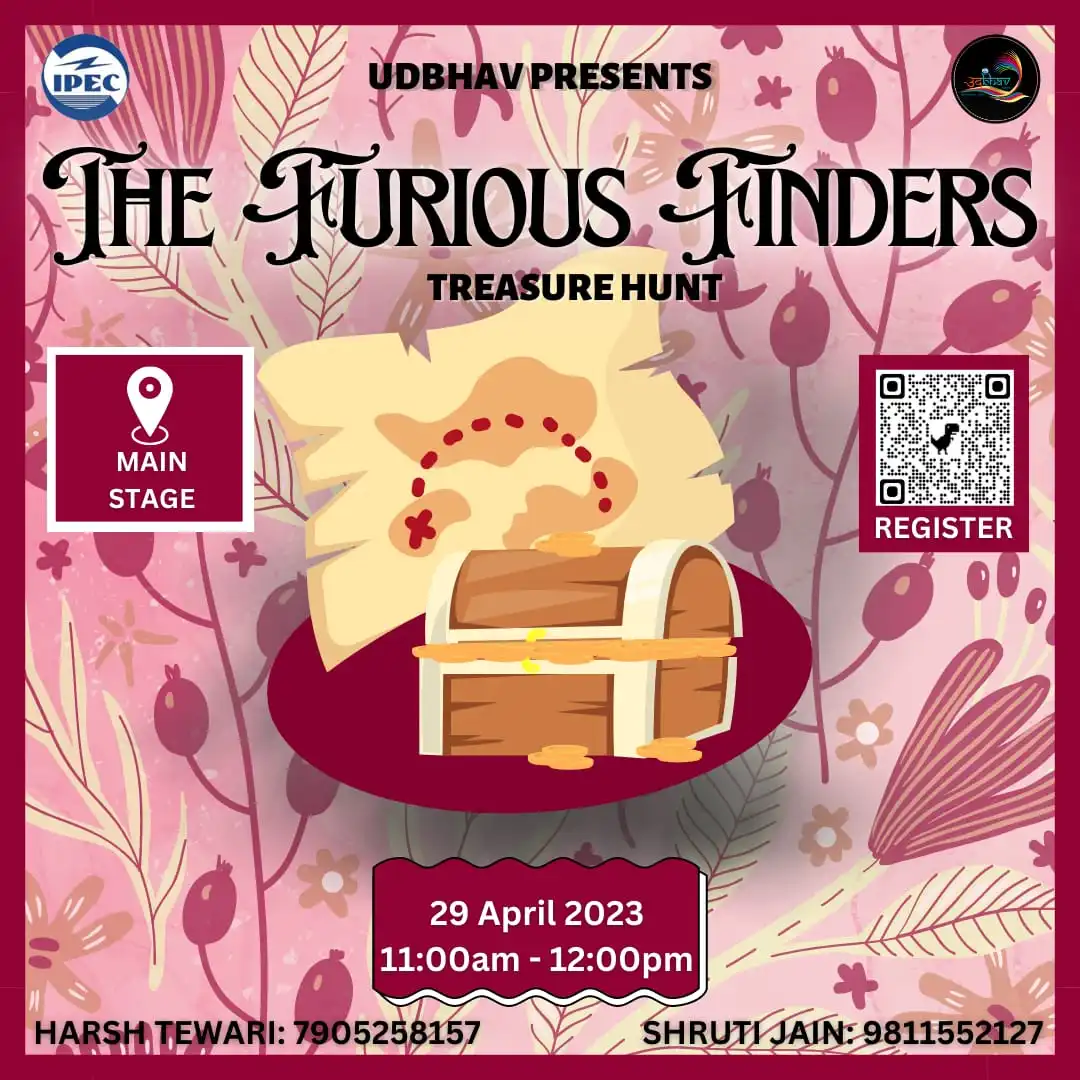 IPEC
UDBHAV PRESENTS
उदbhav
THE FURIOUS FINDERS
TREASURE HUNT
MAIN
STAGE
REGISTER
29 April 2023
11:00am - 12:00pm
HARSH TEWARI: 7905258157
SHRUTI JAIN: 9811552127